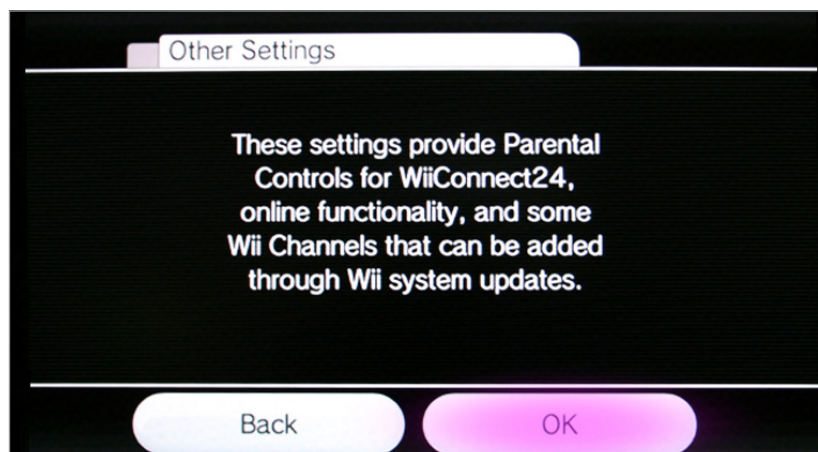 Other Settings
These settings provide Parental
Controls for WiiConnect24,
online functionality, and some
Wii Channels that can be added
through Wii system updates.
Back
OK